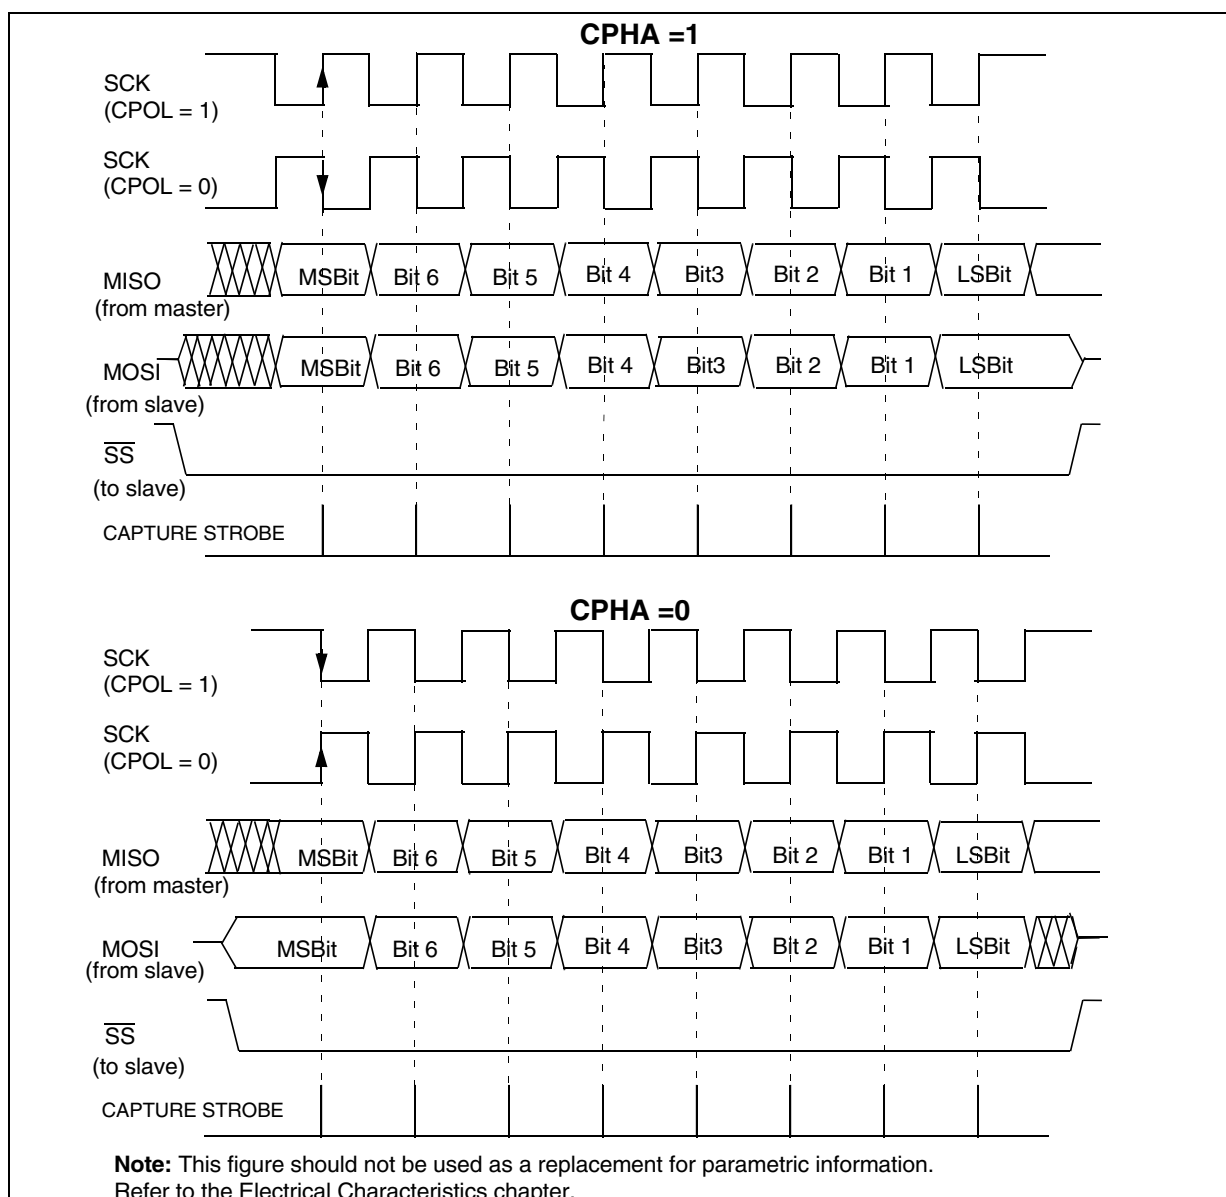 CPHA =1
SCK
(CPOL = 1)
SCK
(CPOL = 0)
MISO
(from master)
MSBit Bit 6 Bit 5 Bit 4 Bit3 Bit 2 Bit 1 LSBit
MOSI
(from slave)
MSBit Bit 6 Bit 5 Bit 4 Bit3 Bit 2 Bit 1 LSBit
SS
(to slave)
CAPTURE STROBE
CPHA =0
SCK
(CPOL = 1)
SCK
(CPOL = 0)
MISO
(from master)
MSBit Bit 6 Bit 5 Bit 4 Bit3 Bit 2 Bit 1 LSBit
MOSI
(from slave)
MSBit Bit 6 Bit 5 Bit 4 Bit3 Bit 2 Bit 1 LSBit
SS
(to slave)
CAPTURE STROBE
Note: This figure should not be used as a replacement for parametric information.
Refer to the Electrical Characteristics chapter.